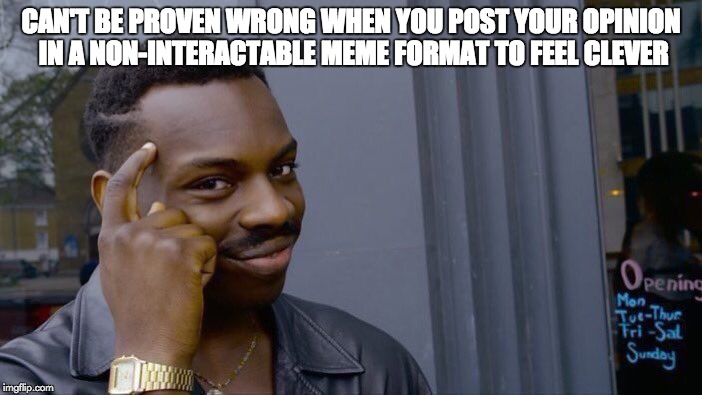 CAN'T BE PROVEN WRONG WHEN YOU POST YOUR OPINION
IN A NON-INTERACTABLE MEME FORMAT TO FEEL CLEVER
Opening
Mon
Tue-Thur
Fri-Sat
Sunday
imgflip.com